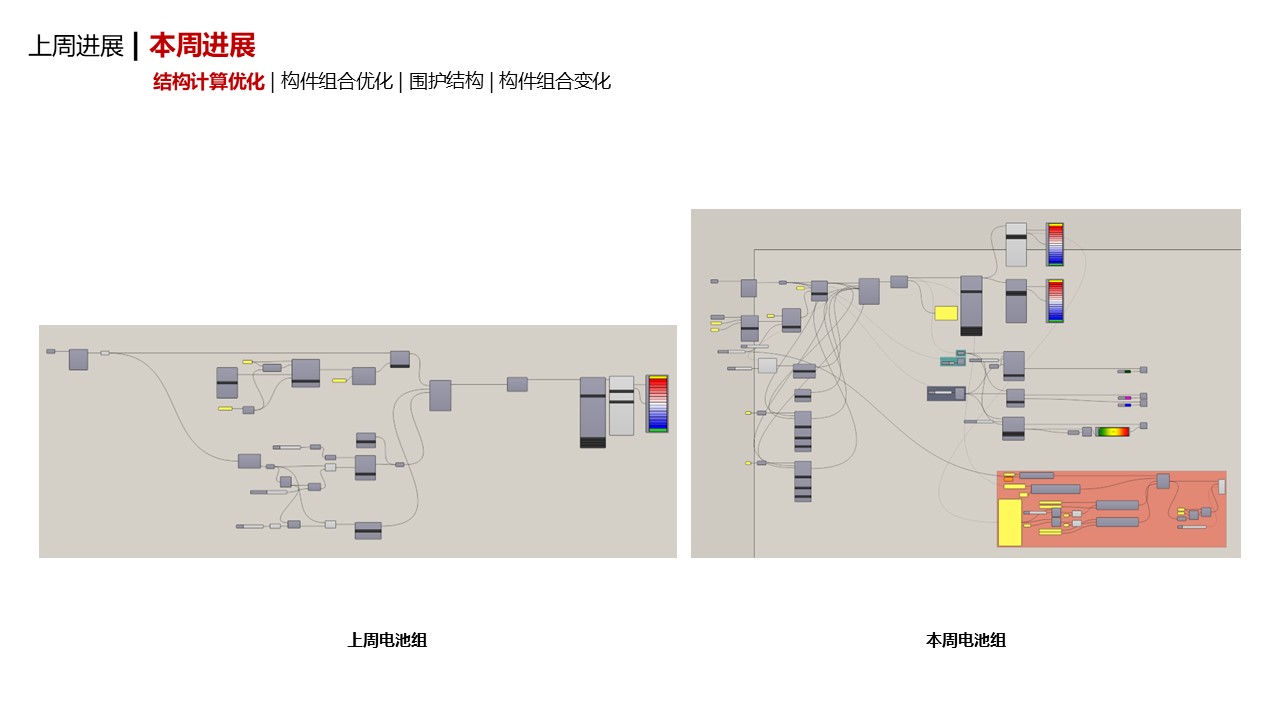 上周进展 | 本周进展
结构计算优化 | 构件组合优化 | 围护结构 | 构件组合变化
上周电池组
本周电池组